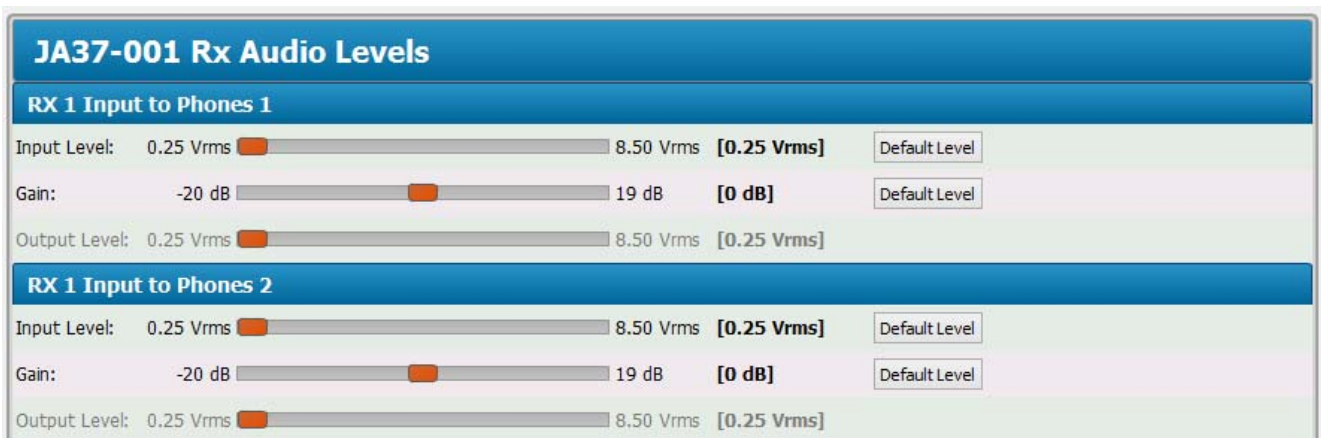 JA37-001 Rx Audio Levels
RX 1 Input to Phones 1
Input Level: 0.25 Vrms 8.50 Vrms [0.25 Vrms] Default Level
Gain: -20 dB 19 dB [0 dB] Default Level
Output Level: 0.25 Vrms 8.50 Vrms [0.25 Vrms]
RX 1 Input to Phones 2
Input Level: 0.25 Vrms 8.50 Vrms [0.25 Vrms] Default Level
Gain: -20 dB 19 dB [0 dB] Default Level
Output Level: 0.25 Vrms 8.50 Vrms [0.25 Vrms]